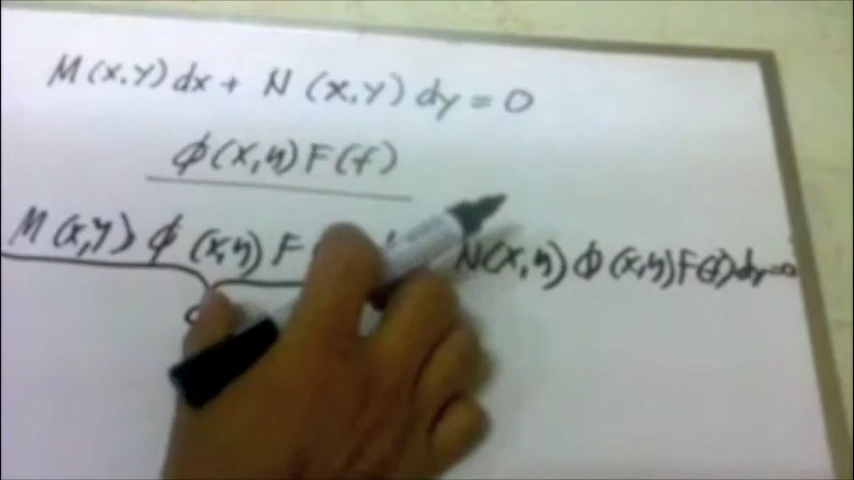 M(x,y)dx + N(x,y)dy = 0
ϕ(x,y)F(f)
M(x,y) ϕ(x,y) F N(x,y) ϕ(x,y)F(f)dy=0